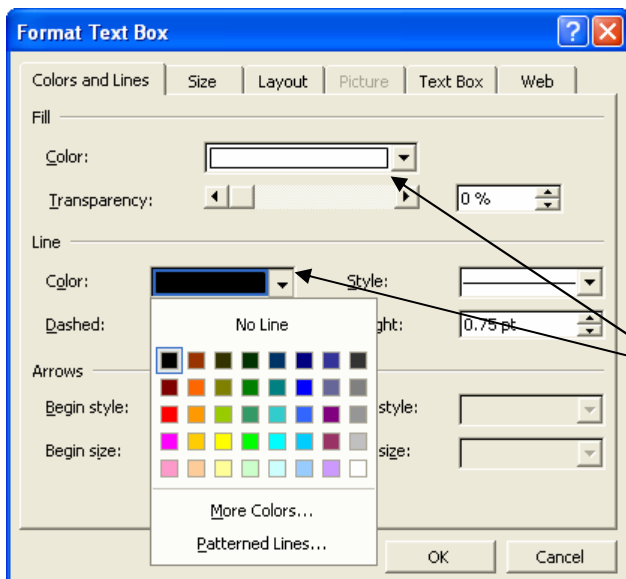 Format Text Box
Colors and Lines Size Layout Picture Text Box Web
Fill
Color:
Transparency: 0 %
Line
Color: Style:
Dashed: No Line ght: 0.75 pt
Arrows
Begin style: style:
Begin size: size:
More Colors...
Patterned Lines...
OK Cancel